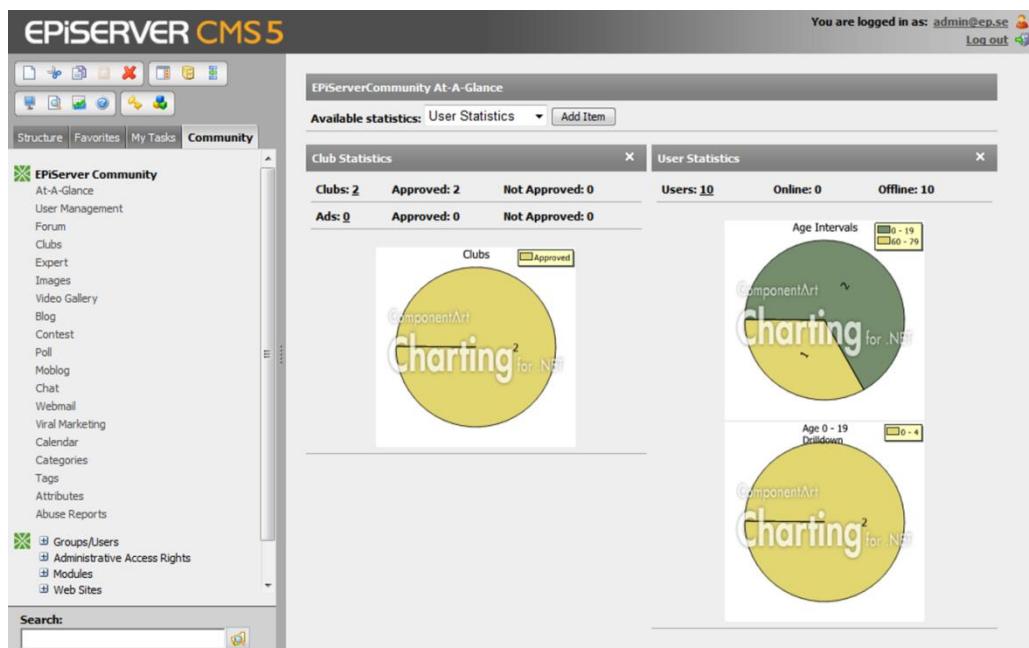 EPiSERVER CMS 5
You are logged in as: admin@ep.se
Log out
Structure Favorites My Tasks Community
EPiServer Community
At-A-Glance
User Management
Forum
Clubs
Expert
Images
Video Gallery
Blog
Contest
Poll
Moblog
Chat
Webmail
Viral Marketing
Calendar
Categories
Tags
Attributes
Abuse Reports
Groups/Users
Administrative Access Rights
Modules
Web Sites
Search:
EPiServerCommunity At-A-Glance
Available statistics: User Statistics Add Item
Club Statistics
Clubs: 2 Approved: 2 Not Approved: 0
Ads: 0 Approved: 0 Not Approved: 0
Clubs
Approved
2
ComponentArt
Charting for .NET
User Statistics
Users: 10 Online: 0 Offline: 10
Age Intervals
0 - 19
60 - 79
2
1
ComponentArt
Charting for .NET
Age 0 - 19
Drilldown
0 - 4
2
ComponentArt
Charting for .NET